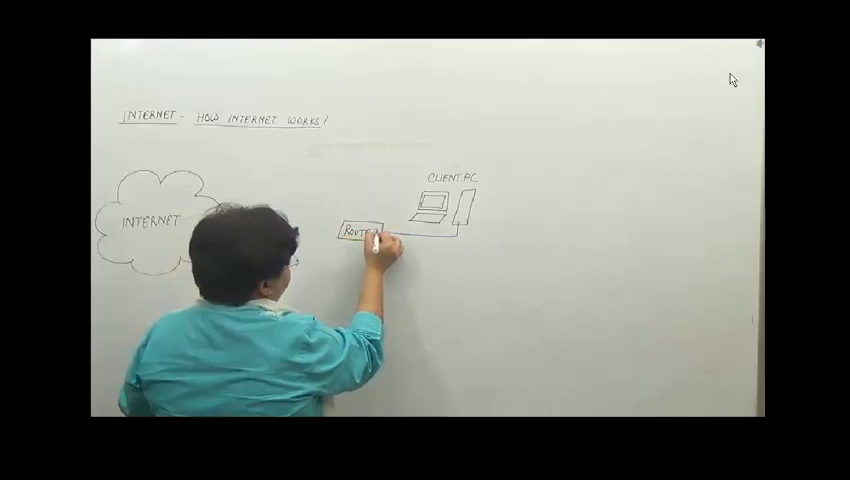 INTERNET - HOW INTERNET WORKS?
CLIENT PC
INTERNET
ROUTER